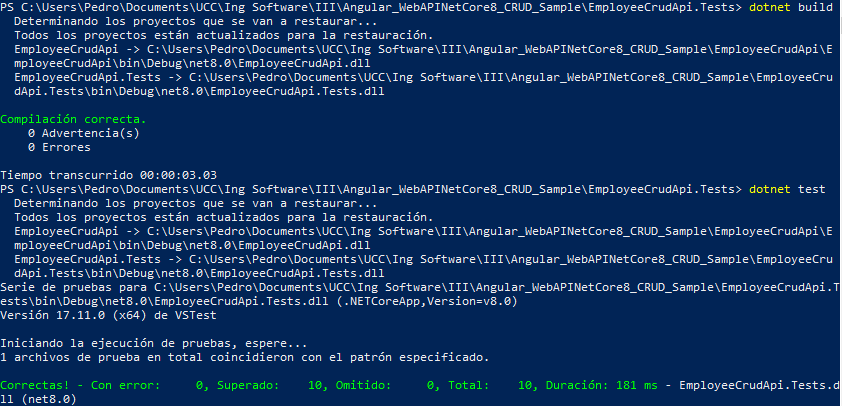 PS C:\Users\Pedro\Documents\UCC\Ing Software\III\Angular_WebAPINetCore8_CRUD_Sample\EmployeeCrudApi.Tests> dotnet build
  Determinando los proyectos que se van a restaurar...
  Todos los proyectos están actualizados para la restauración.
  EmployeeCrudApi -> C:\Users\Pedro\Documents\UCC\Ing Software\III\Angular_WebAPINetCore8_CRUD_Sample\EmployeeCrudApi\E
  mployeeCrudApi\bin\Debug\net8.0\EmployeeCrudApi.dll
  EmployeeCrudApi.Tests -> C:\Users\Pedro\Documents\UCC\Ing Software\III\Angular_WebAPINetCore8_CRUD_Sample\EmployeeCru
  dApi.Tests\bin\Debug\net8.0\EmployeeCrudApi.Tests.dll

Compilación correcta.
    0 Advertencia(s)
    0 Errores

Tiempo transcurrido 00:00:03.03
PS C:\Users\Pedro\Documents\UCC\Ing Software\III\Angular_WebAPINetCore8_CRUD_Sample\EmployeeCrudApi.Tests> dotnet test
  Determinando los proyectos que se van a restaurar...
  Todos los proyectos están actualizados para la restauración.
  EmployeeCrudApi -> C:\Users\Pedro\Documents\UCC\Ing Software\III\Angular_WebAPINetCore8_CRUD_Sample\EmployeeCrudApi\E
  mployeeCrudApi\bin\Debug\net8.0\EmployeeCrudApi.dll
  EmployeeCrudApi.Tests -> C:\Users\Pedro\Documents\UCC\Ing Software\III\Angular_WebAPINetCore8_CRUD_Sample\EmployeeCru
  dApi.Tests\bin\Debug\net8.0\EmployeeCrudApi.Tests.dll
Serie de pruebas para C:\Users\Pedro\Documents\UCC\Ing Software\III\Angular_WebAPINetCore8_CRUD_Sample\EmployeeCrudApi.T
ests\bin\Debug\net8.0\EmployeeCrudApi.Tests.dll (.NETCoreApp,Version=v8.0)
Versión 17.11.0 (x64) de VSTest

Iniciando la ejecución de pruebas, espere...
1 archivos de prueba en total coincidieron con el patrón especificado.

Correctas! - Con error:     0, Superado:    10, Omitido:     0, Total:    10, Duración: 181 ms - EmployeeCrudApi.Tests.d
ll (net8.0)